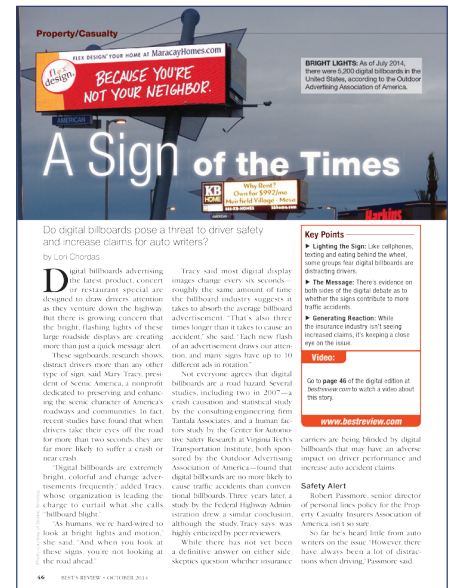 Property/Casualty
FLEX DESIGN® YOUR HOME AT MaracayHomes.com
flex
design.
BECAUSE YOU'RE
NOT YOUR NEIGHBOR.
AMERICAN
BRIGHT LIGHTS: As of July 2014,
there were 5,200 digital billboards in the
United States, according to the Outdoor
Advertising Association of America.
A Sign of the Times
KB
HOME
Why Rent?
Own for $992/mo
Muirfield Village - Mesa
888-KB-HOMES
kbhome.com
AMERICAN
Harkins
Do digital billboards pose a threat to driver safety
and increase claims for auto writers?
by Lori Chordas
Digital billboards advertising
the latest product, concert
or restaurant special are
designed to draw drivers' attention
as they venture down the highway.
But there is growing concern that
the bright, flashing lights of these
large roadside displays are creating
more than just a quick message alert.
These signboards, research shows,
distract drivers more than any other
type of sign, said Mary Tracy, presi-
dent of Scenic America, a nonprofit
dedicated to preserving and enhanc-
ing the scenic character of America's
roadways and communities. In fact,
recent studies have found that when
drivers take their eyes off the road
for more than two seconds, they are
far more likely to suffer a crash or
near crash.
"Digital billboards are extremely
bright, colorful and change adver-
tisements frequently," added Tracy,
whose organization is leading the
charge to curtail what she calls
"billboard blight."
"As humans, we're hard-wired to
look at bright lights and motion,"
she said. "And when you look at
these signs, you're not looking at
the road ahead."
Tracy said most digital display
images change every six seconds—
roughly the same amount of time
the billboard industry suggests it
takes to absorb the average billboard
advertisement. "That's also three
times longer than it takes to cause an
accident," she said. "Each new flash
of an advertisement draws our atten-
tion, and many signs have up to 10
different ads in rotation."
Not everyone agrees that digital
billboards are a road hazard. Several
studies, including two in 2007—a
crash causation and statistical study
by the consulting-engineering firm
Tantala Associates, and a human fac-
tors study by the Center for Automo-
tive Safety Research at Virginia Tech's
Transportation Institute, both spon-
sored by the Outdoor Advertising
Association of America—found that
digital billboards are no more likely to
cause traffic accidents than conven-
tional billboards. Three years later, a
study by the Federal Highway Admin-
istration drew a similar conclusion,
although the study, Tracy says, was
highly criticized by peer reviewers.
While there has not yet been
a definitive answer on either side,
skeptics question whether insurance
Key Points
▶ Lighting the Sign: Like cellphones,
texting and eating behind the wheel,
some groups fear digital billboards are
distracting drivers.
▶ The Message: There's evidence on
both sides of the digital debate as to
whether the signs contribute to more
traffic accidents.
▶ Generating Reaction: While
the insurance industry isn't seeing
increased claims, it's keeping a close
eye on the issue.
Video:
Go to page 46 of the digital edition at
bestreview.com to watch a video about
this story.
www.bestreview.com
carriers are being blinded by digital
billboards that may have an adverse
impact on driver performance and
increase auto accident claims.
Safety Alert
Robert Passmore, senior director
of personal lines policy for the Prop-
erty Casualty Insurers Association of
America, isn't so sure.
So far he's heard little from auto
writers on the issue. "However, there
have always been a lot of distrac-
tions when driving," Passmore said.
46
BEST'S REVIEW • OCTOBER 2014